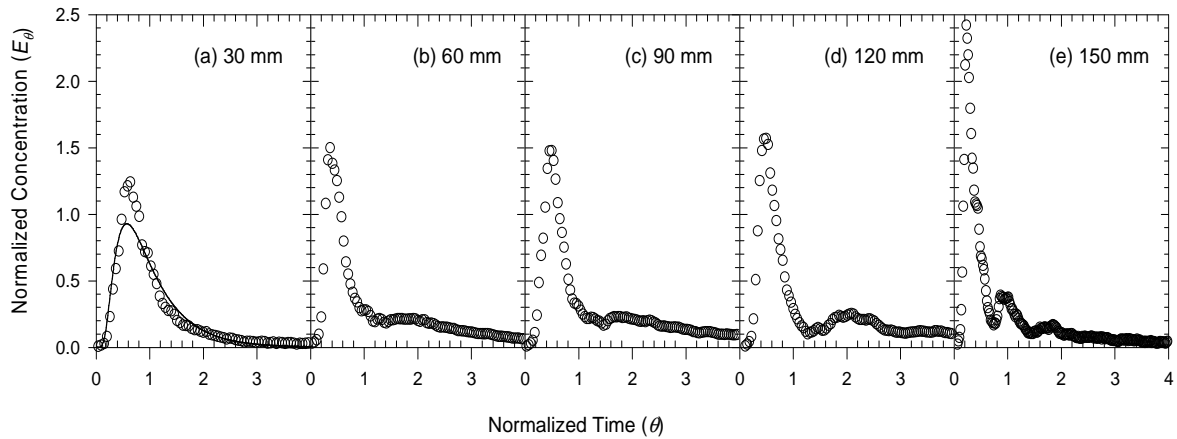 2.5
2.0
1.5
1.0
0.5
0.0
Normalized Concentration (Eθ)
(a) 30 mm
(b) 60 mm
(c) 90 mm
(d) 120 mm
(e) 150 mm
0 1 2 3 0 1 2 3 0 1 2 3 0 1 2 3 0 1 2 3 4
Normalized Time (θ)